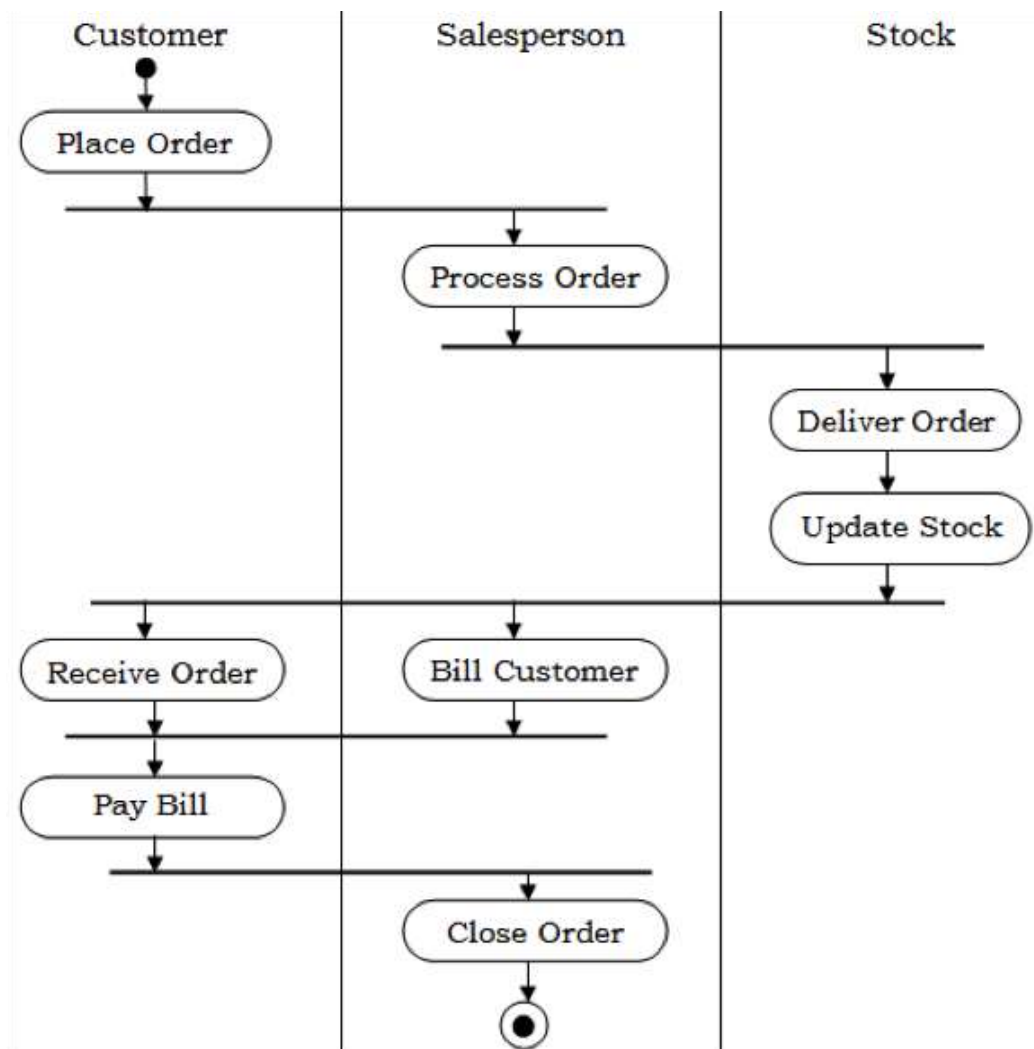 Customer
Salesperson
Stock
Place Order
Process Order
Deliver Order
Update Stock
Receive Order
Bill Customer
Pay Bill
Close Order